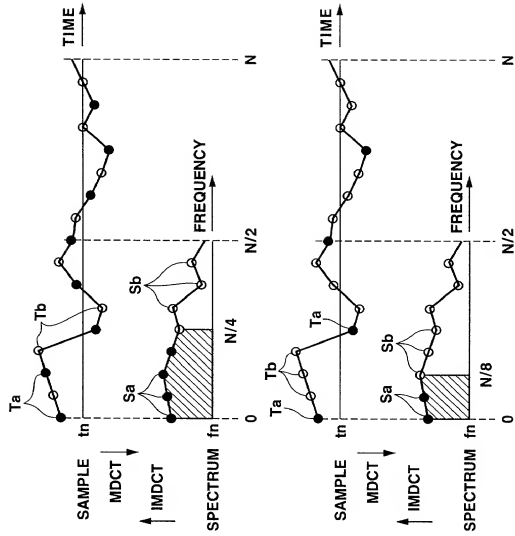 TIME
Ta
Tb
tn
SAMPLE
MDCT
IMDCT
SPECTRUM
fn
Sa
Sb
FREQUENCY
0
N/4
N/2
N
TIME
Ta
Tb
Ta
tn
SAMPLE
MDCT
IMDCT
SPECTRUM
fn
Sa
Sb
FREQUENCY
0
N/8
N/2
N